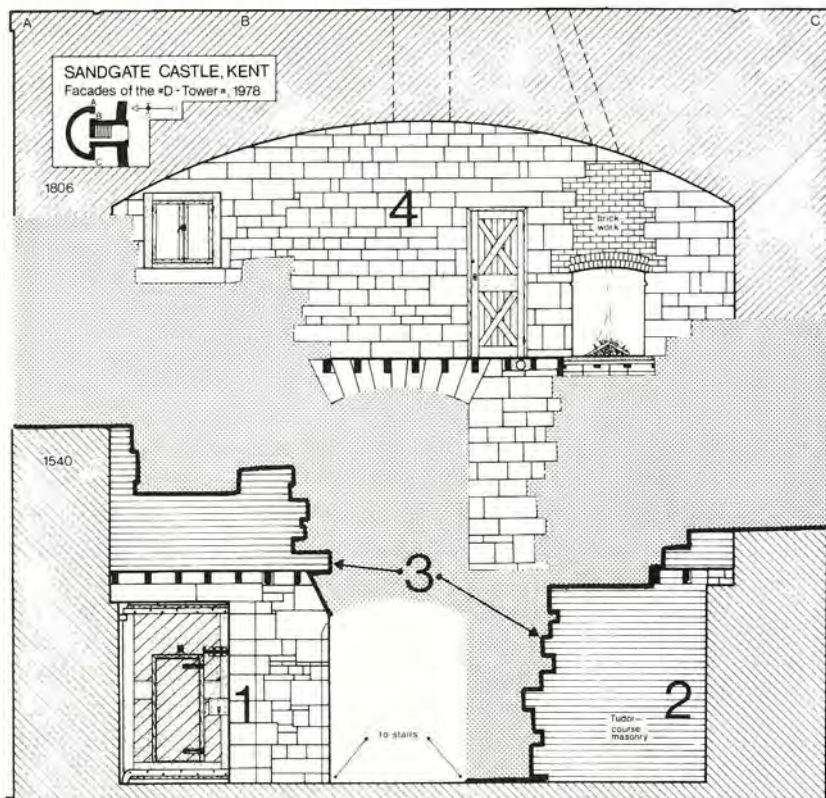 A
B
C
SANDGATE CASTLE, KENT
Facades of the «D-Tower», 1978
A
B
C
1806
4
brick
work
1540
3
1
2
Tudor—
course
masonry
to stairs